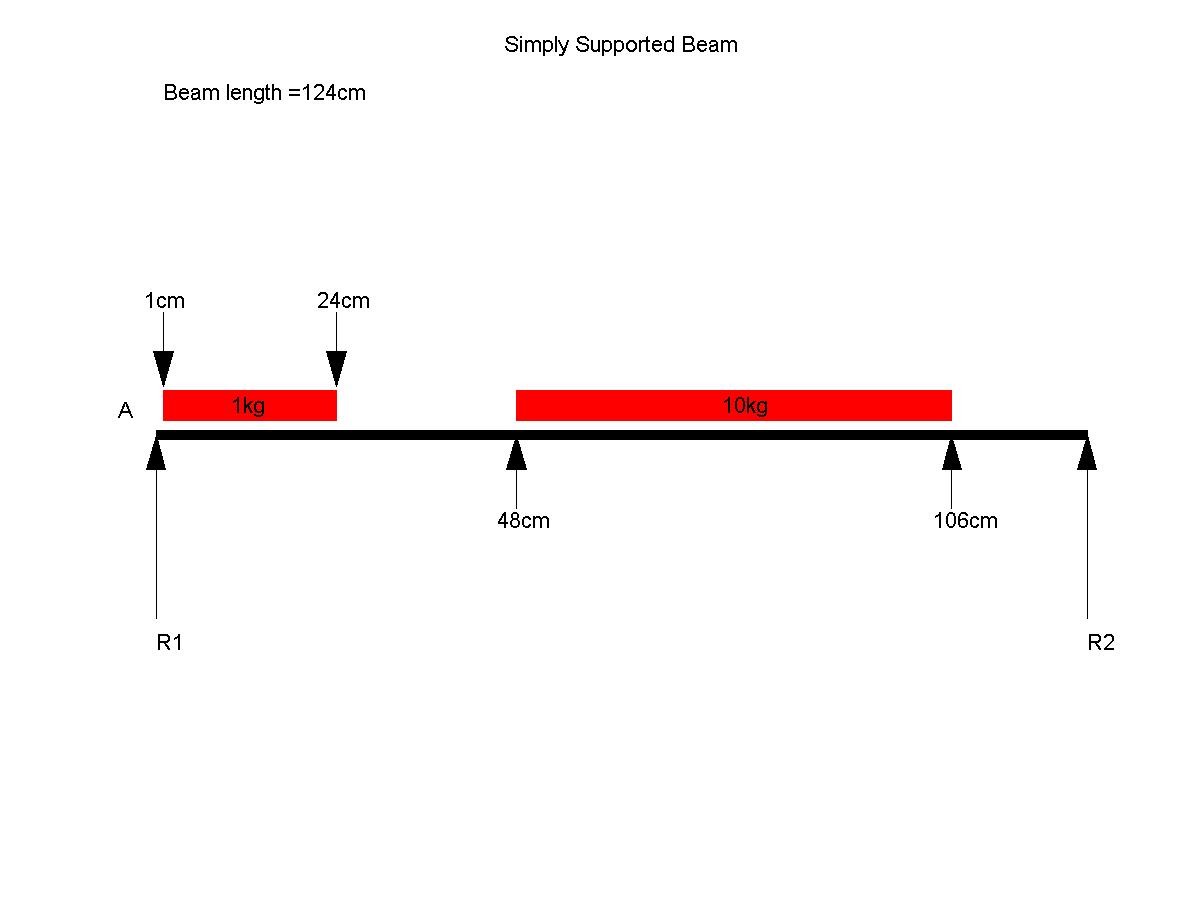 Simply Supported Beam
Beam length =124cm
1cm
24cm
1kg
10kg
A
48cm
106cm
R1
R2